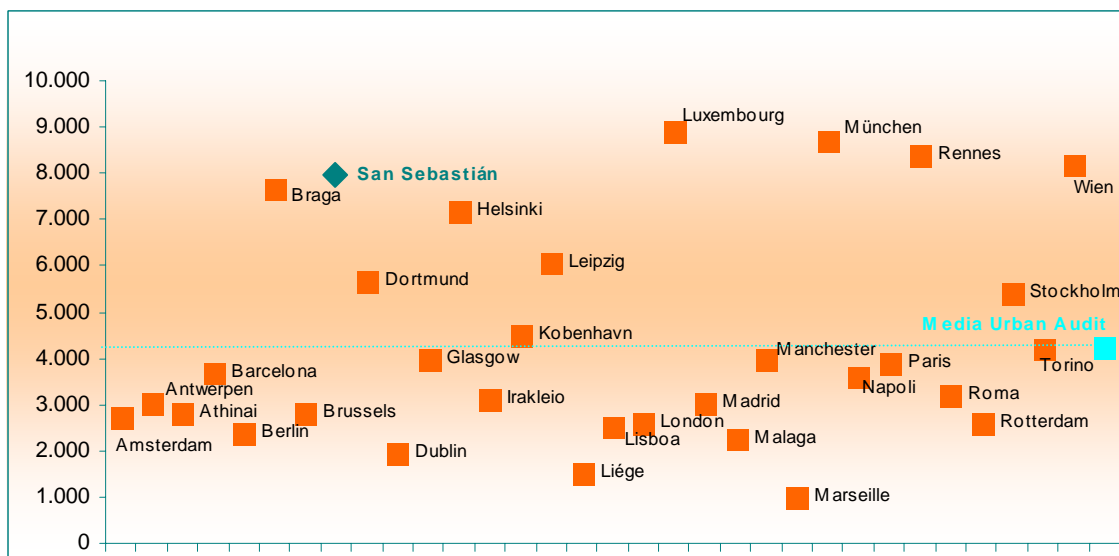 10.000
9.000
8.000
7.000
6.000
5.000
4.000
3.000
2.000
1.000
0
Luxembourg
München
Rennes
San Sebastián
Wien
Braga
Helsinki
Leipzig
Dortmund
Stockholm
Media Urban Audit
Kobenhavn
Manchester
Glasgow
Paris
Torino
Barcelona
Napoli
Antwerpen
Irakleio
Madrid
Roma
Athinai
Brussels
London
Rotterdam
Amsterdam
Berlin
Lisboa
Malaga
Dublin
Liége
Marseille